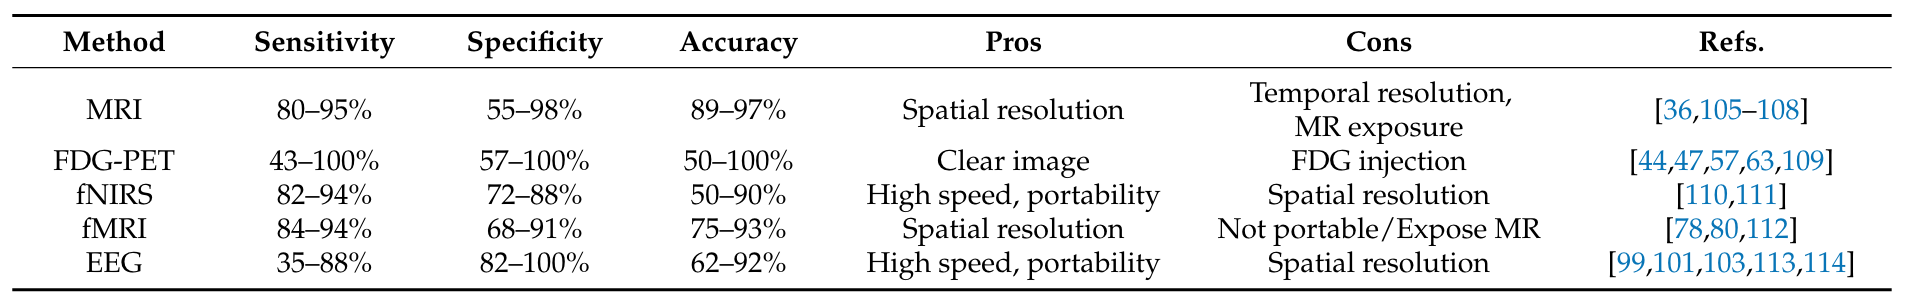 Method Sensitivity Specificity Accuracy Pros Cons Refs.
MRI 80–95% 55–98% 89–97% Spatial resolution Temporal resolution, MR exposure [36,105–108]
FDG-PET 43–100% 57–100% 50–100% Clear image FDG injection [44,47,57,63,109]
fNIRS 82–94% 72–88% 50–90% High speed, portability Spatial resolution [110,111]
fMRI 84–94% 68–91% 75–93% Spatial resolution Not portable/Expose MR [78,80,112]
EEG 35–88% 82–100% 62–92% High speed, portability Spatial resolution [99,101,103,113,114]